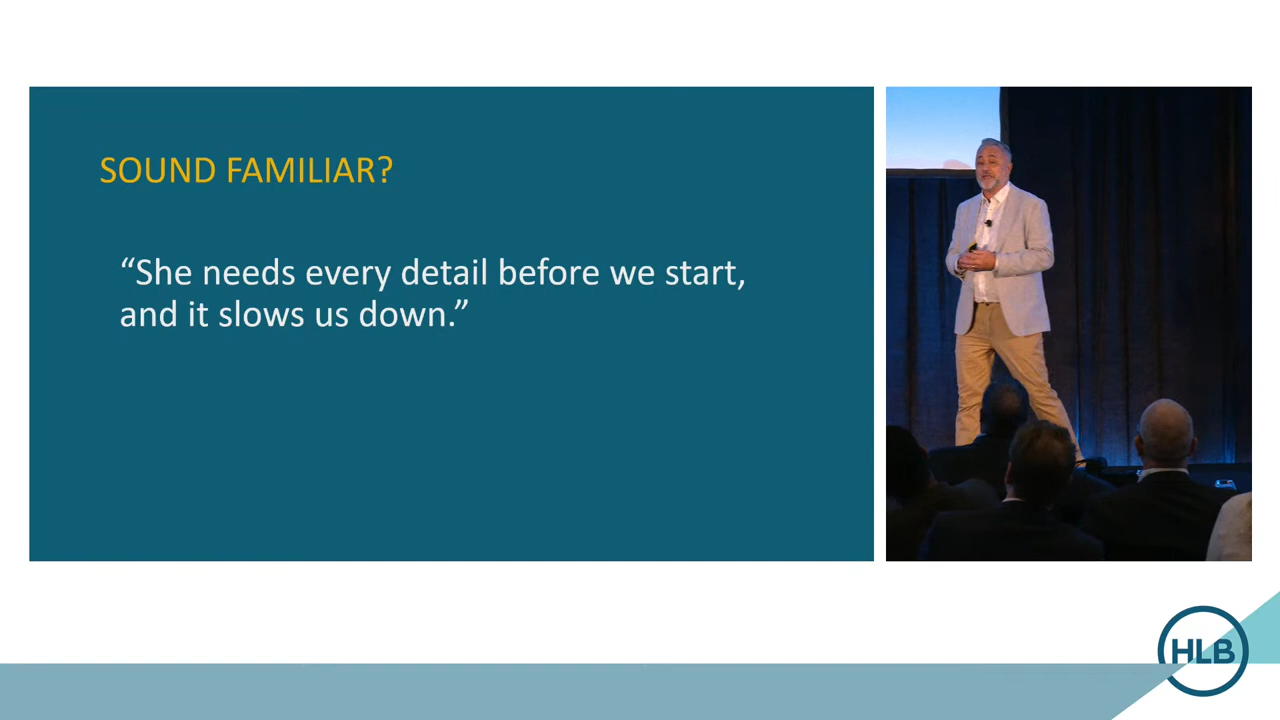 SOUND FAMILIAR?
“She needs every detail before we start,
and it slows us down.”
HLB